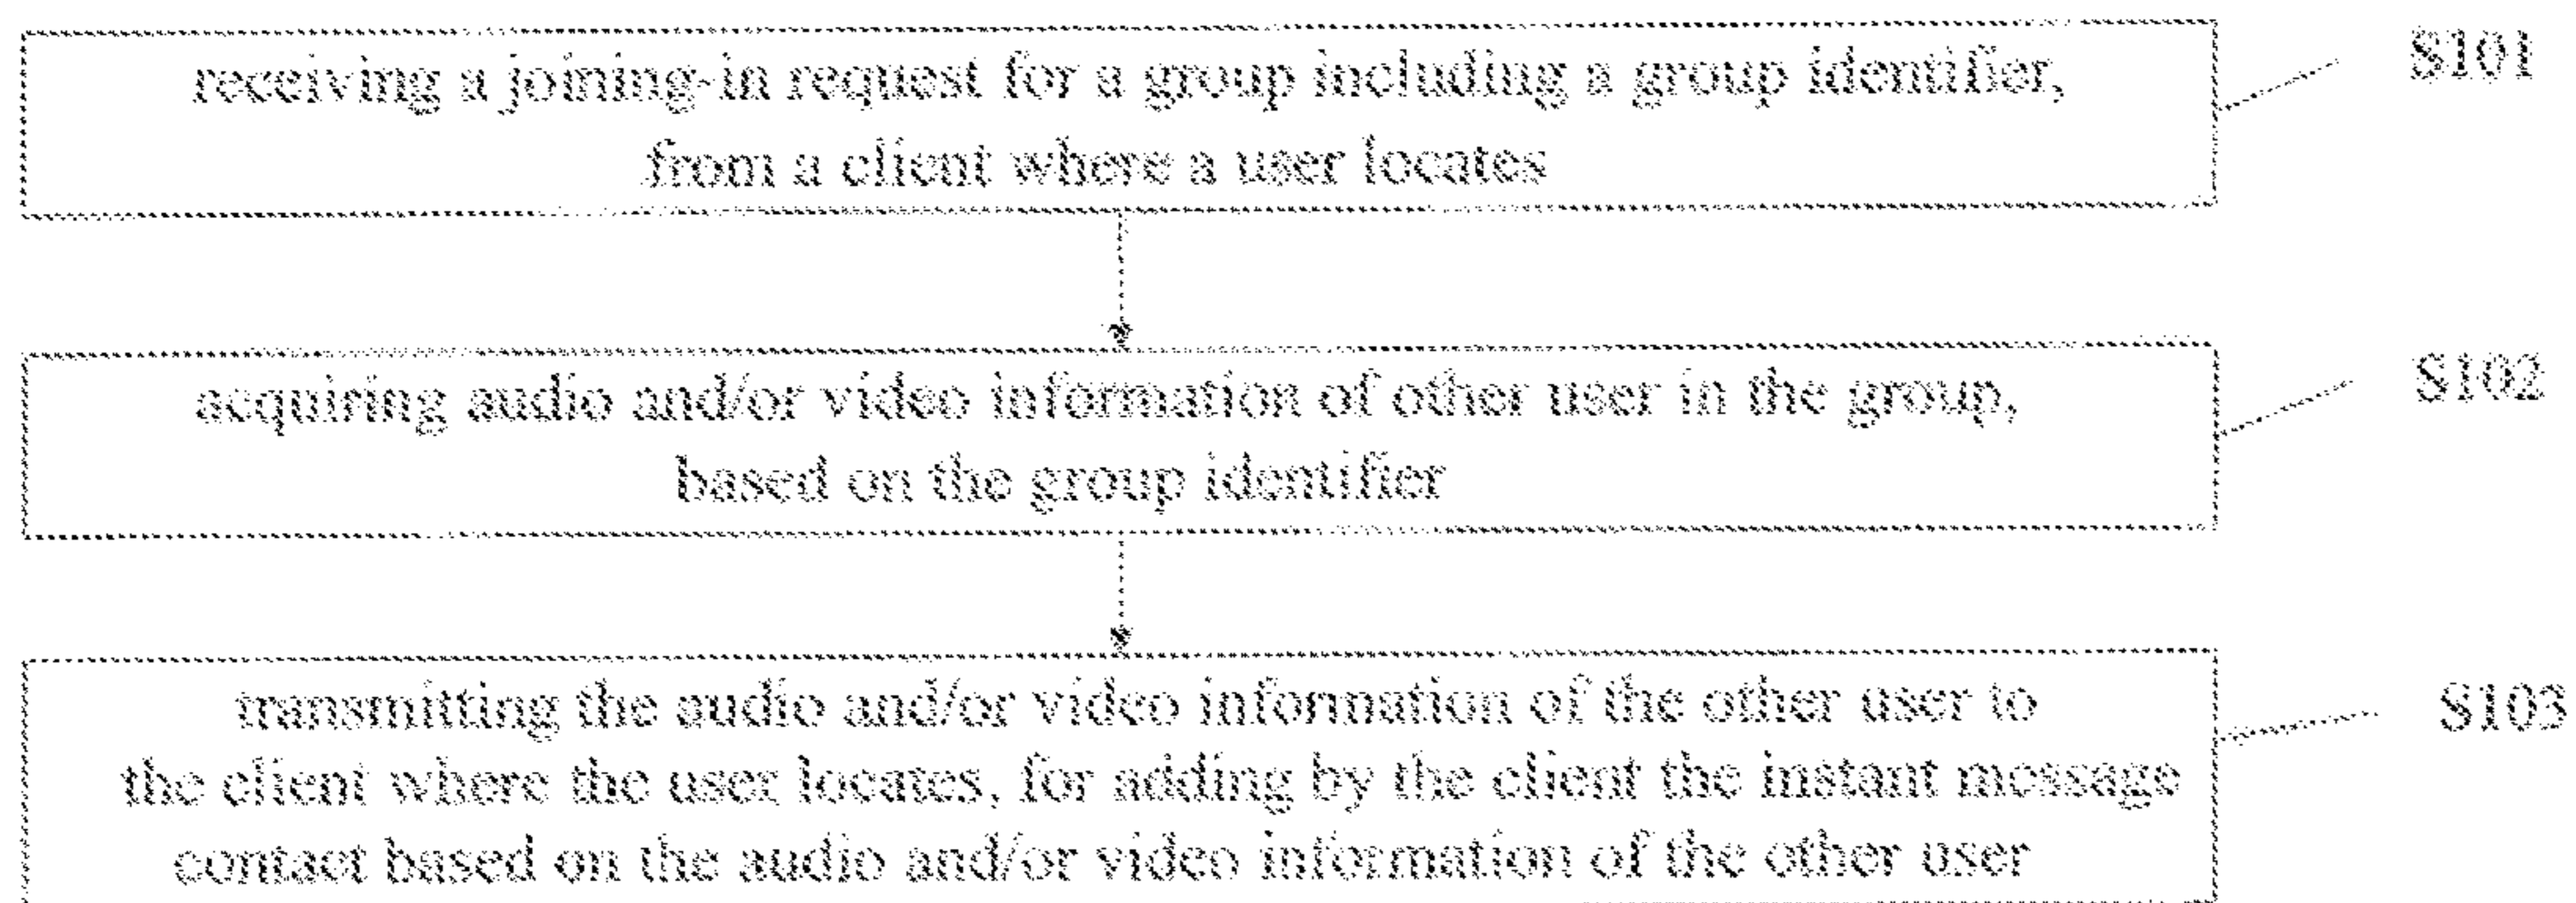 receiving a joining-in request for a group including a group identifier,
from a client where a user locates
S101
acquiring audio and/or video information of other user in the group,
based on the group identifier
S102
transmitting the audio and/or video information of the other user to
the client where the user locates, for adding by the client the instant message
contact based on the audio and/or video information of the other user
S103